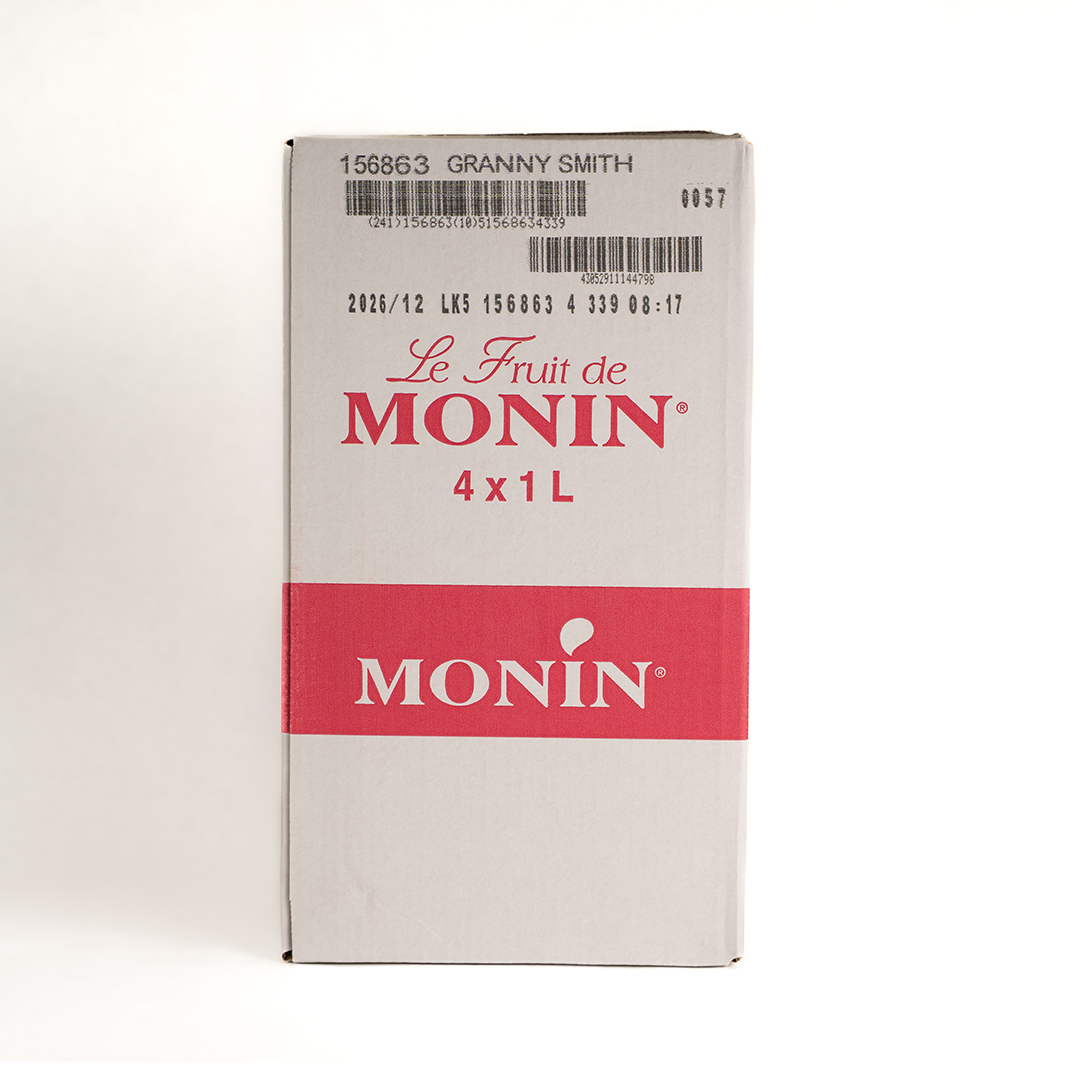 156863 GRANNY SMITH
0057
(241)156863(10)51568634339
43052911144798
2026/12 LK5 156863 4 339 08:17
Le Fruit de
MONIN®
4 x 1 L
MONIN®